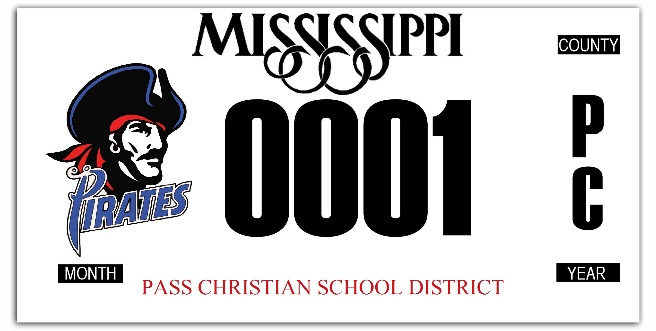 MISSISSIPPI
COUNTY
0001
P
C
PIRATES
MONTH
YEAR
PASS CHRISTIAN SCHOOL DISTRICT